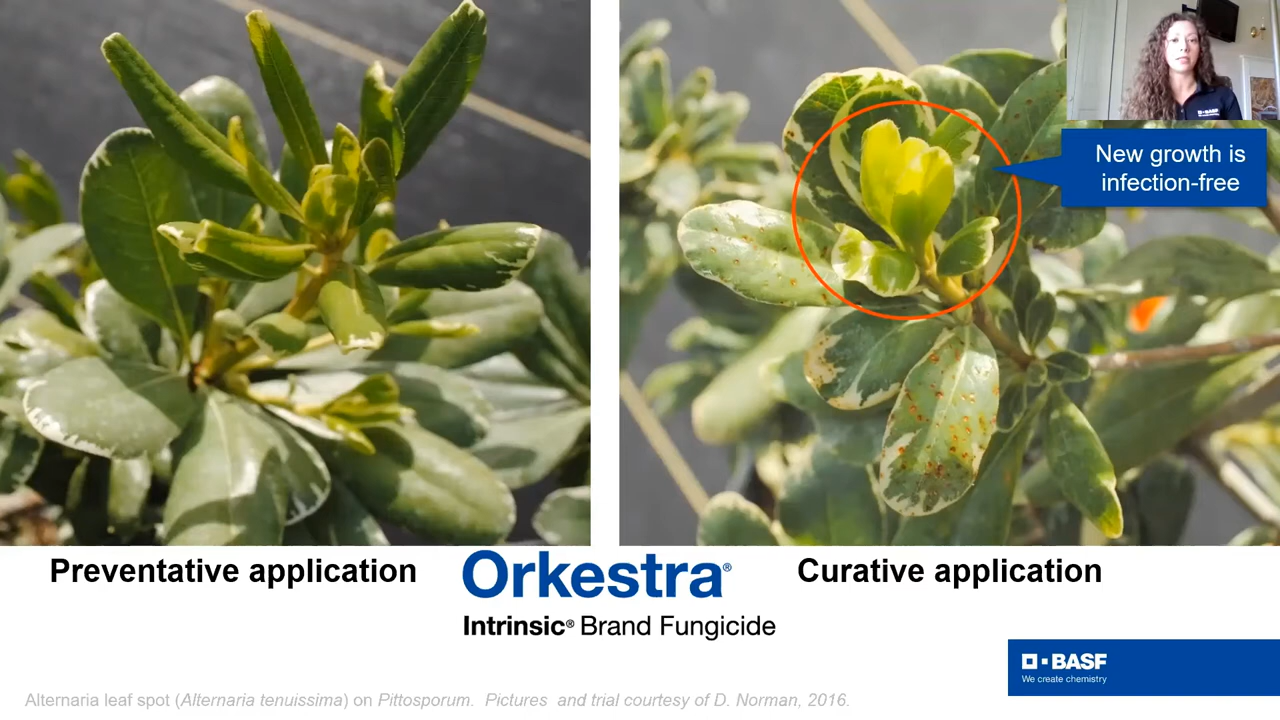 BASF
New growth is
infection-free
Preventative application
Orkestra®
Intrinsic® Brand Fungicide
Curative application
BASF
We create chemistry
Alternaria leaf spot (Alternaria tenuissima) on Pittosporum. Pictures and trial courtesy of D. Norman, 2016.